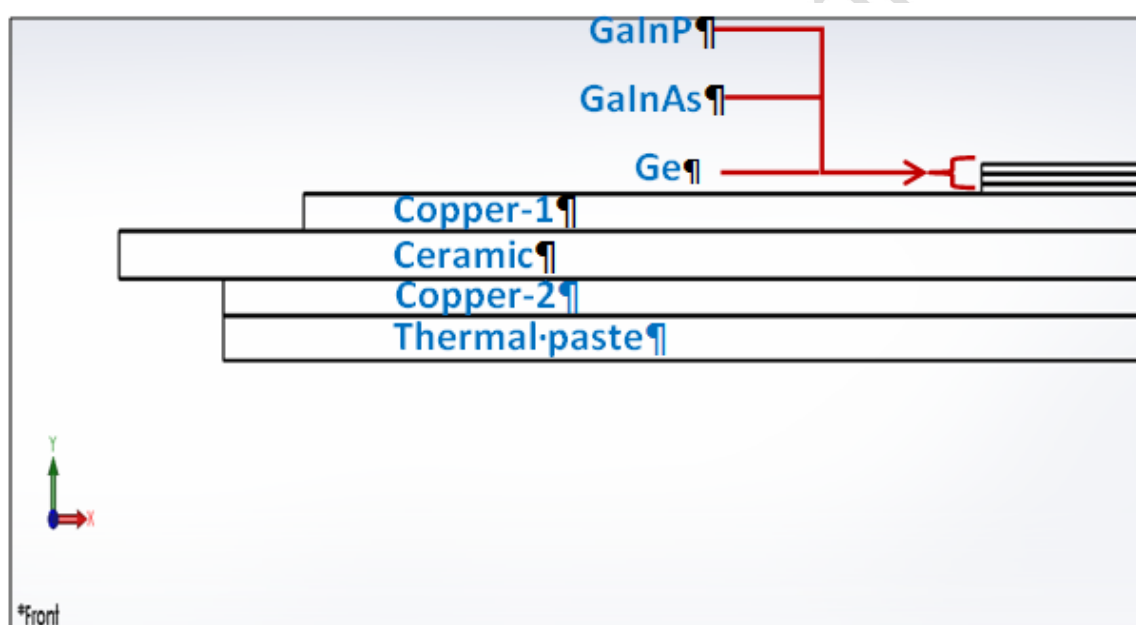 GaInP¶
GaInAs¶
Ge¶
Copper-1¶
Ceramic¶
Copper-2¶
Thermal·paste¶
Y
X
*Front